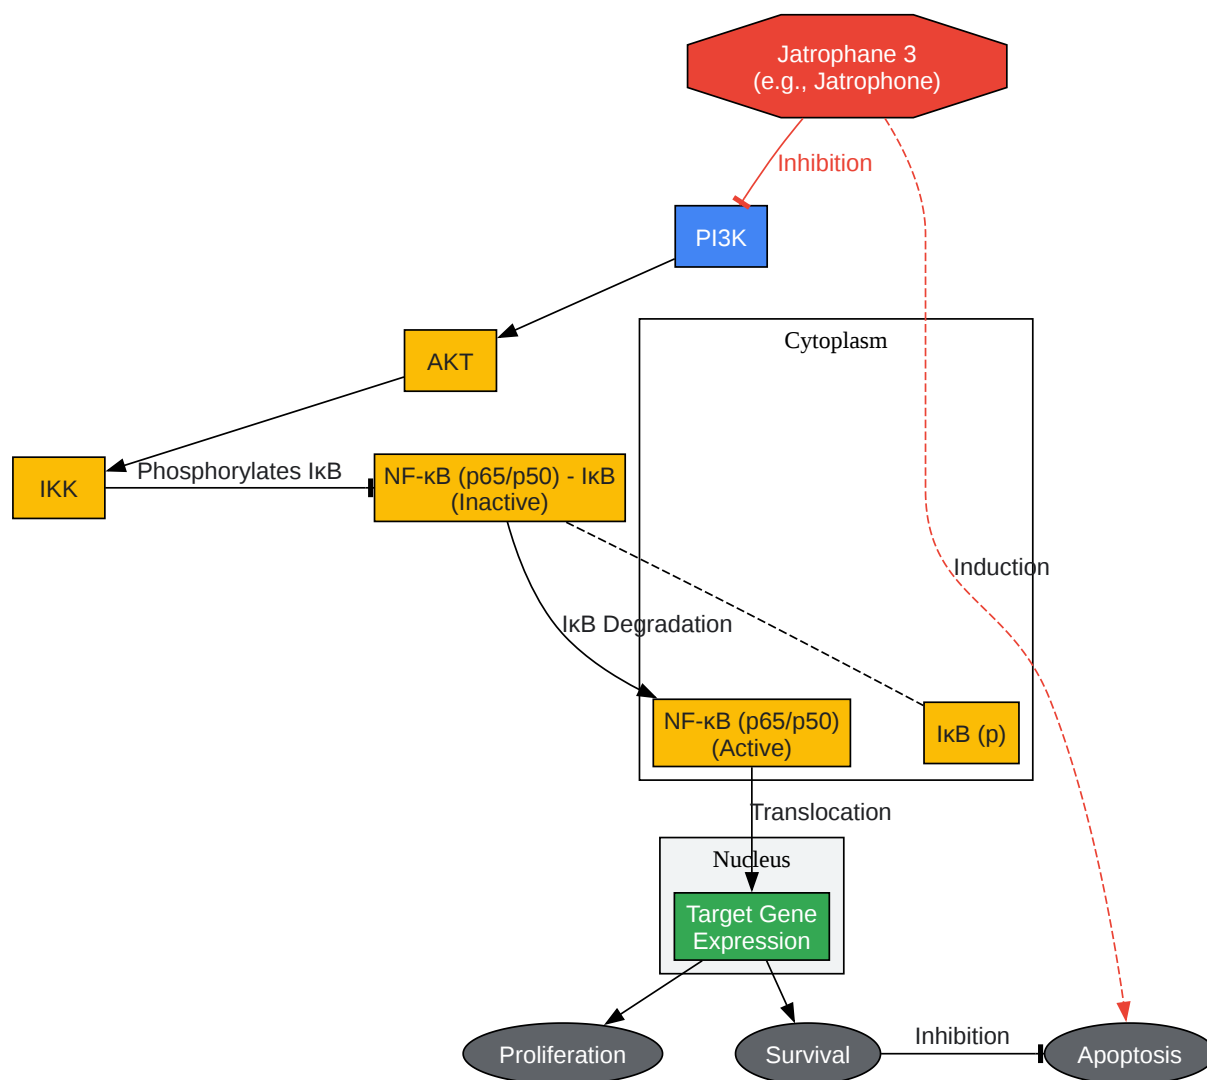 Jatrophane 3
(e.g., Jatrophone)
Inhibition
PI3K
Cytoplasm
AKT
IKK
Phosphorylates IκB
NF-κB (p65/p50) - IκB
(Inactive)
Induction
IκB Degradation
NF-κB (p65/p50)
(Active)
IκB (p)
Translocation
Nucleus
Target Gene
Expression
Proliferation
Survival
Inhibition
Apoptosis